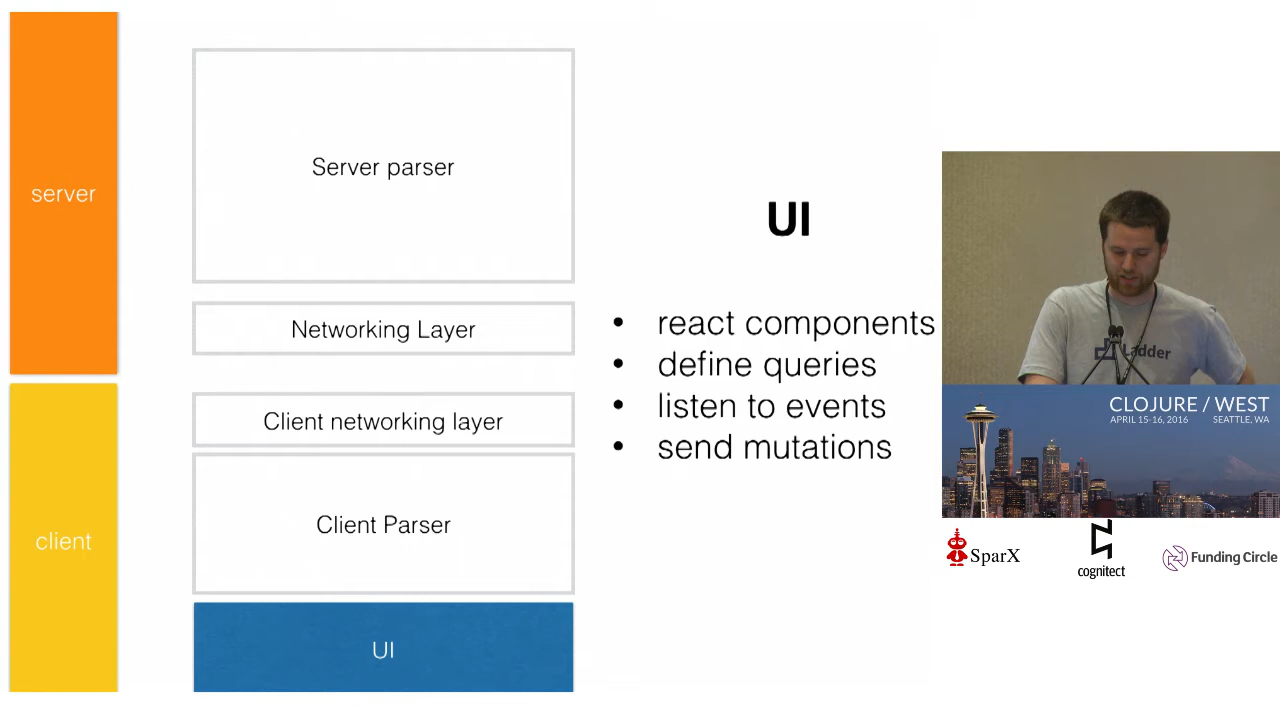 server
Server parser
Networking Layer
client
Client networking layer
Client Parser
UI
UI
• react components
• define queries
• listen to events
• send mutations
Ladder
CLOJURE / WEST
APRIL 15-16, 2016 SEATTLE, WA
SparX
cognitect
Funding Circle